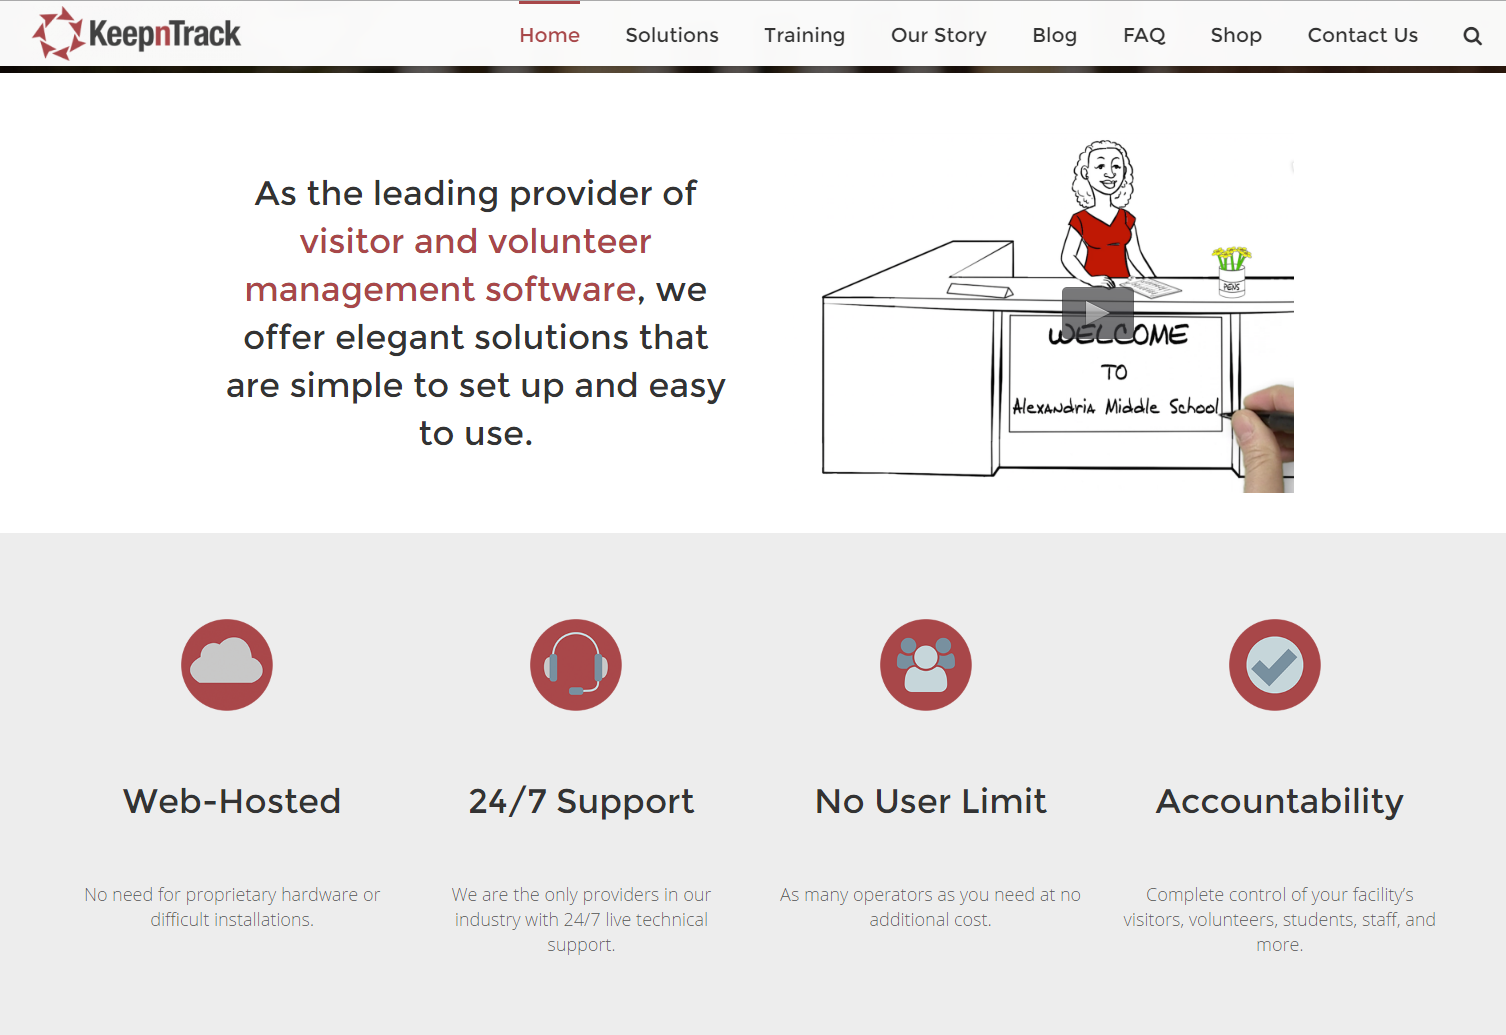 KeepnTrack
Home Solutions Training Our Story Blog FAQ Shop Contact Us
As the leading provider of
visitor and volunteer
management software, we
offer elegant solutions that
are simple to set up and easy
to use.
PENS
WELCOME
TO
Alexandria Middle School
Web-Hosted
No need for proprietary hardware or
difficult installations.
24/7 Support
We are the only providers in our
industry with 24/7 live technical
support.
No User Limit
As many operators as you need at no
additional cost.
Accountability
Complete control of your facility’s
visitors, volunteers, students, staff, and
more.